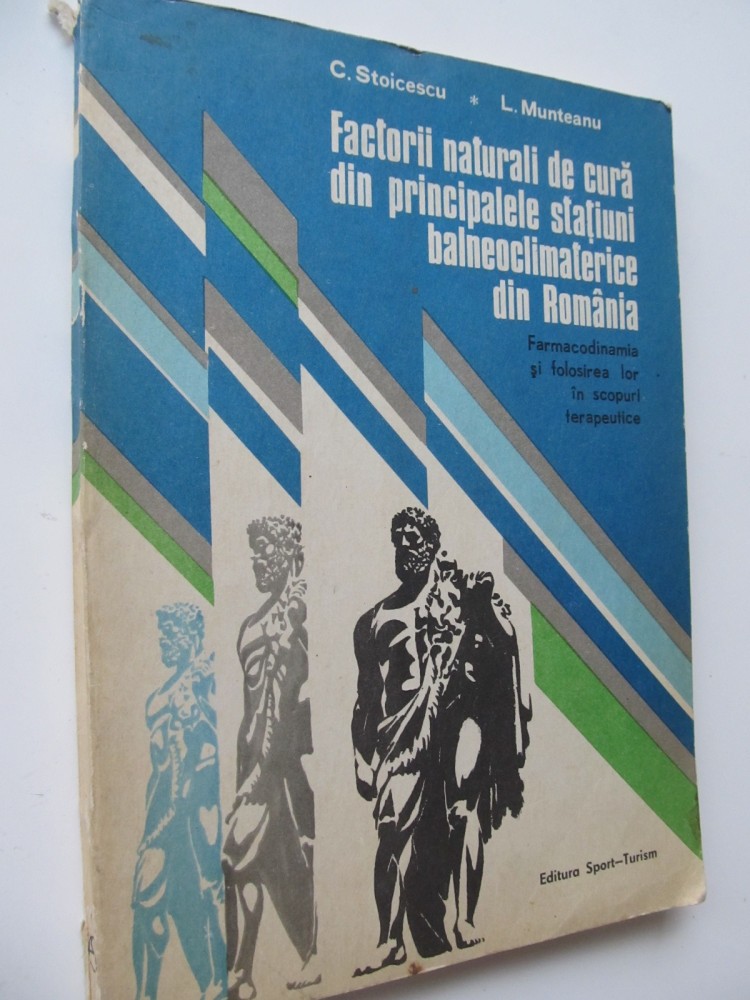 C. Stoicescu * L. Munteanu
Factorii naturali de cură
din principalele stațiuni
balneoclimaterice
din România
Farmacodinamia
și folosirea lor
în scopuri
terapeutice
Editura Sport-Turism